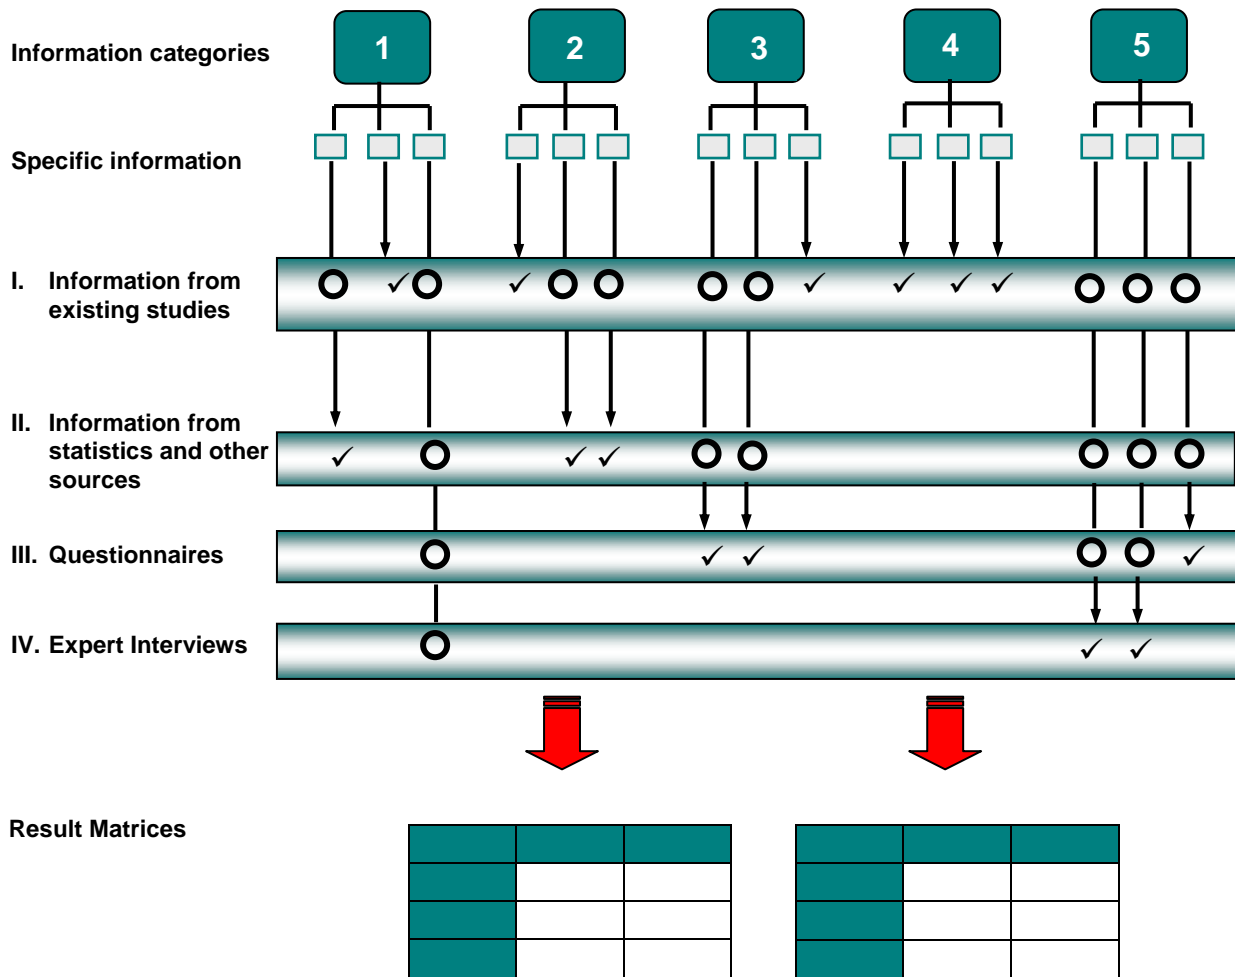 Information categories
1 2 3 4 5
Specific information
I. Information from
existing studies
II. Information from
statistics and other
sources
III. Questionnaires
IV. Expert Interviews
Result Matrices